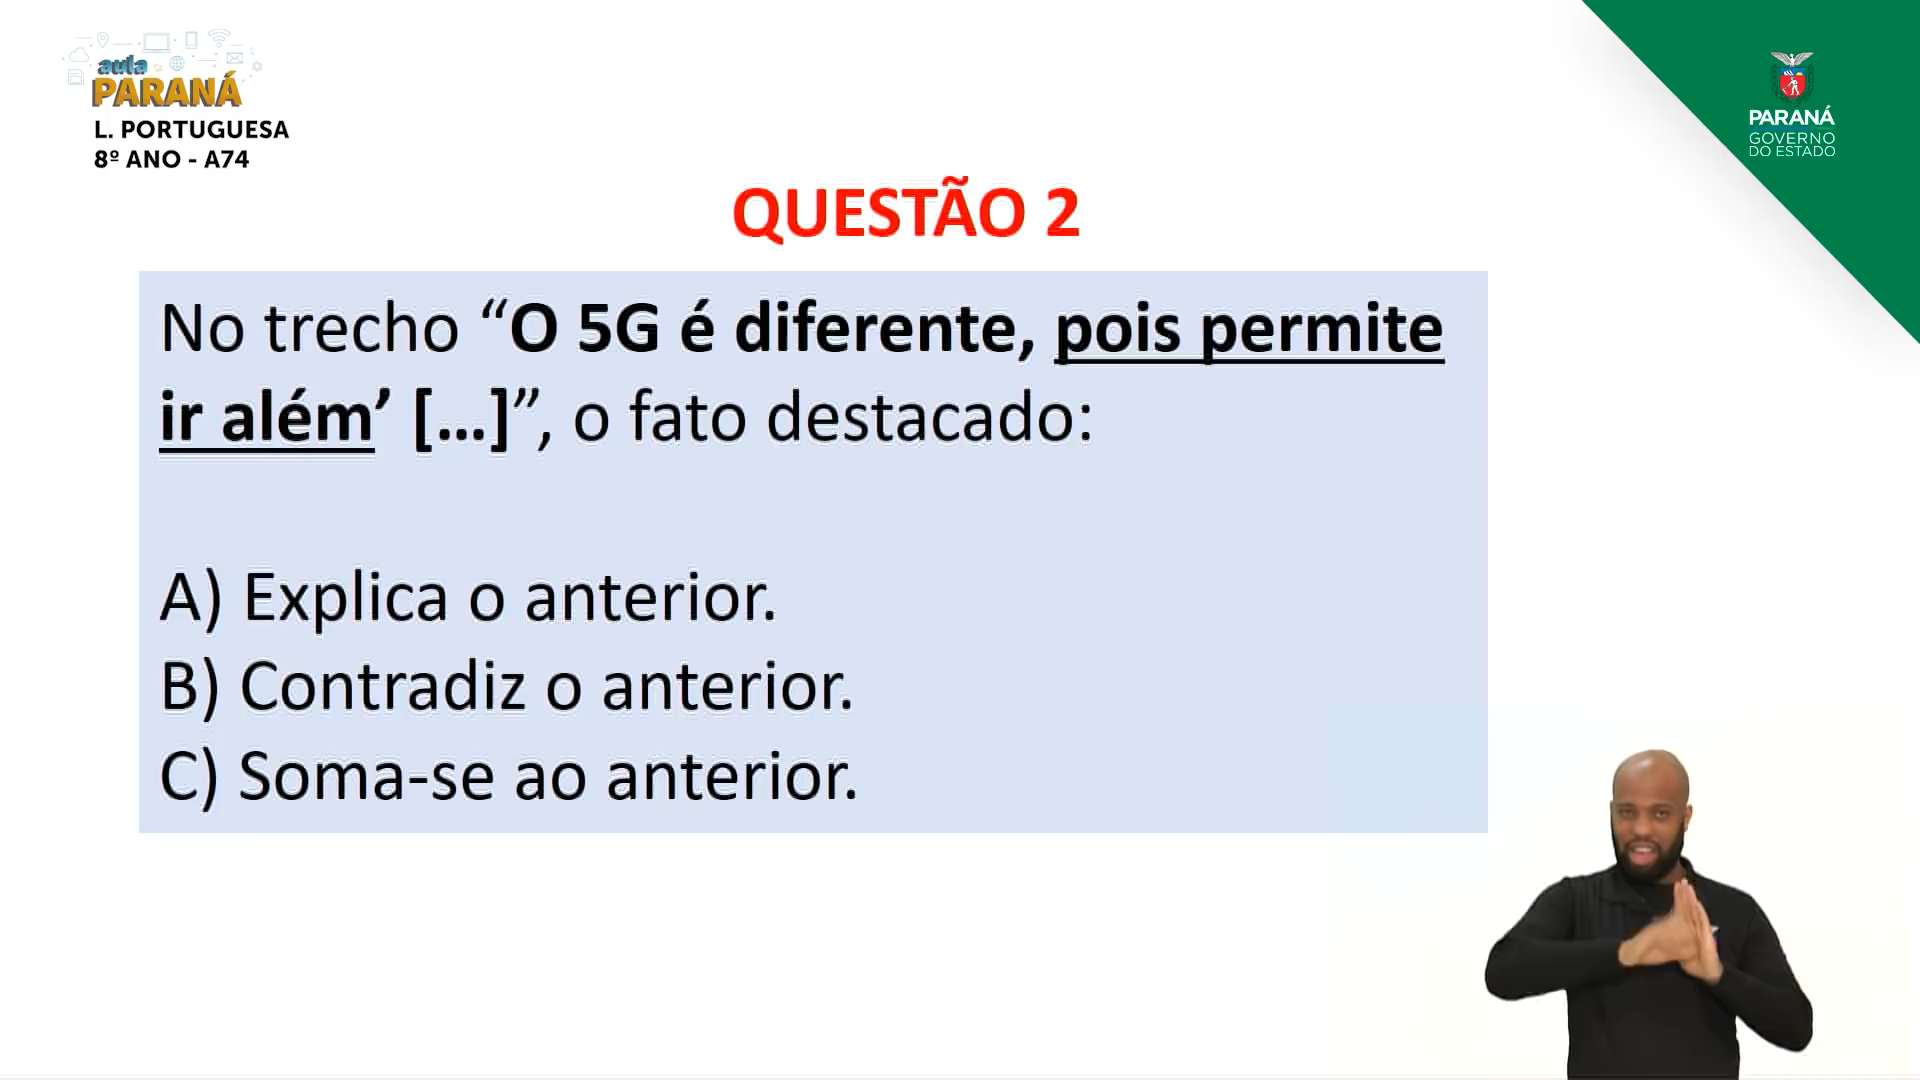 aula
PARANÁ
L. PORTUGUESA
8º ANO - A74
PARANÁ
GOVERNO
DO ESTADO
QUESTÃO 2
No trecho “O 5G é diferente, pois permite
ir além’ [...]”, o fato destacado:
A) Explica o anterior.
B) Contradiz o anterior.
C) Soma-se ao anterior.